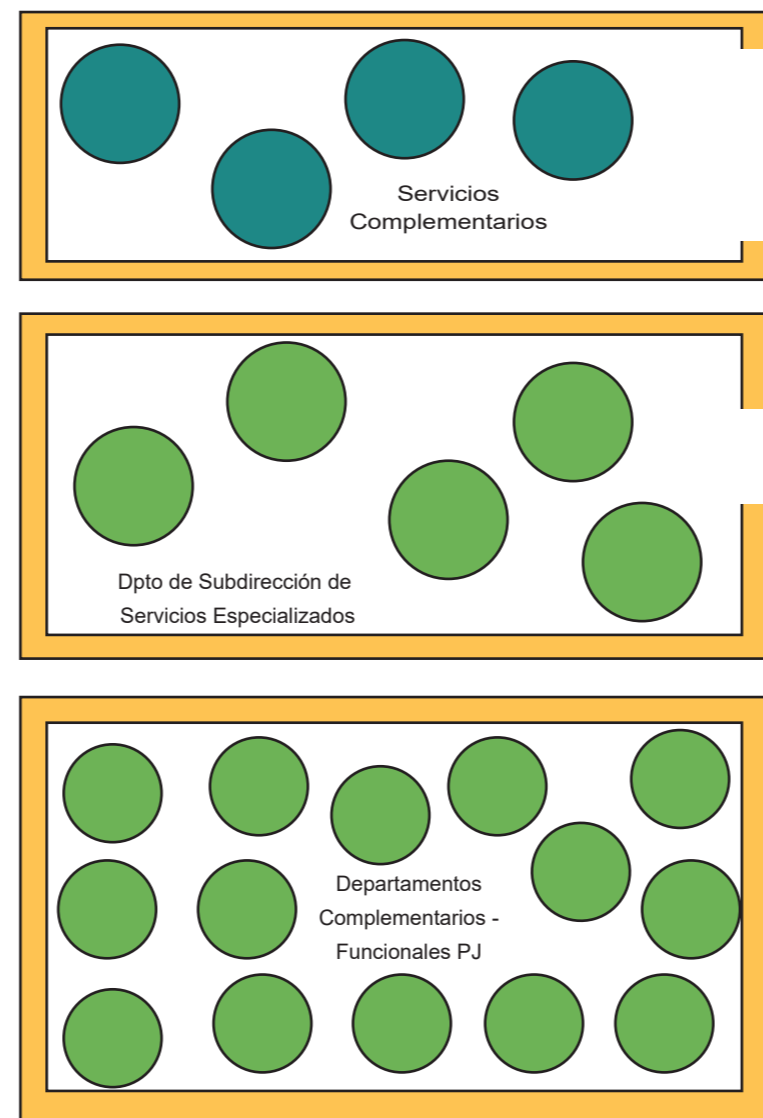 Servicios
Complementarios
Dpto de Subdirección de
Servicios Especializados
Departamentos
Complementarios -
Funcionales PJ